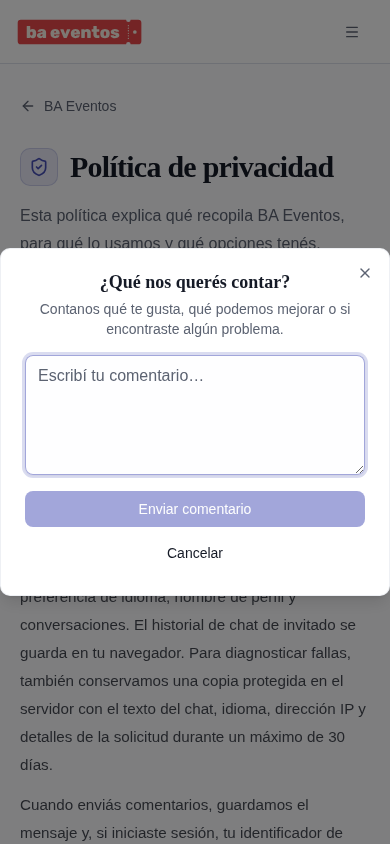 ba eventos
BA Eventos
Política de privacidad
Esta política explica qué recopila BA Eventos,
para qué lo usamos y qué opciones tenés.
¿Qué nos querés contar?
Contanos qué te gusta, qué podemos mejorar o si
encontraste algún problema.
Escribí tu comentario…
Enviar comentario
Cancelar
preferencia de idioma, nombre de perfil y
conversaciones. El historial de chat de invitado se
guarda en tu navegador. Para diagnosticar fallas,
también conservamos una copia protegida en el
servidor con el texto del chat, idioma, dirección IP y
detalles de la solicitud durante un máximo de 30
días.
Cuando enviás comentarios, guardamos el
mensaje y, si iniciaste sesión, tu identificador de